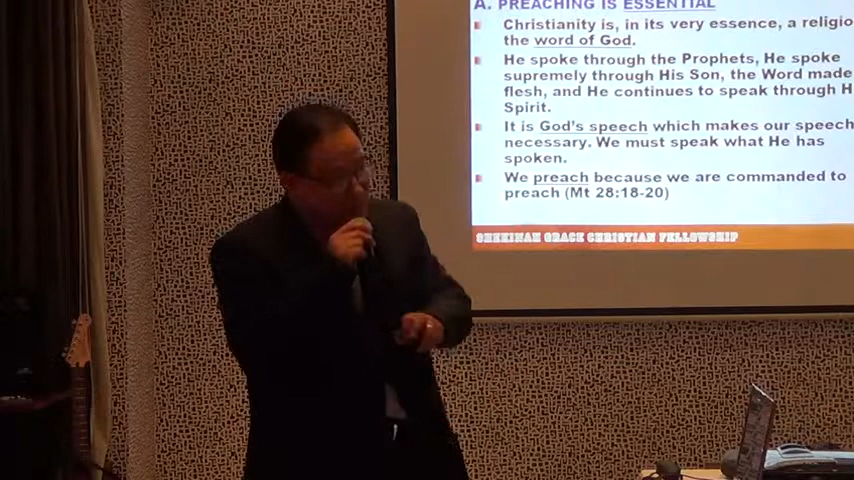 A. PREACHING IS ESSENTIAL
Christianity is, in its very essence, a religio
the word of God.
He spoke through the Prophets, He spoke
supremely through His Son, the Word made
flesh, and He continues to speak through H
Spirit.
It is God's speech which makes our speech
necessary. We must speak what He has
spoken.
We preach because we are commanded to
preach (Mt 28:18-20)
SHEKINAH GRACE CHRISTIAN FELLOWSHIP